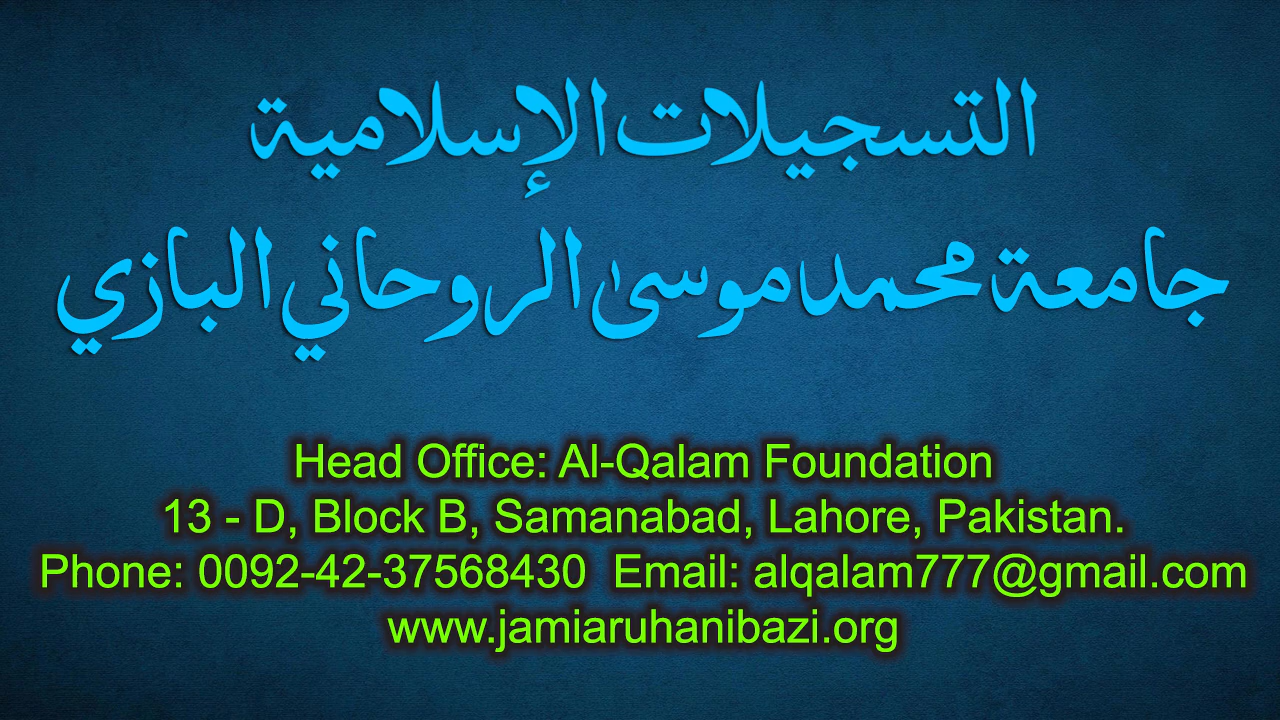 التسجيلات الإسلامية
جامعة محمد موسىٰ الروحاني البازي
Head Office: Al-Qalam Foundation
13 - D, Block B, Samanabad, Lahore, Pakistan.
Phone: 0092-42-37568430  Email: alqalam777@gmail.com
www.jamiaruhanibazi.org